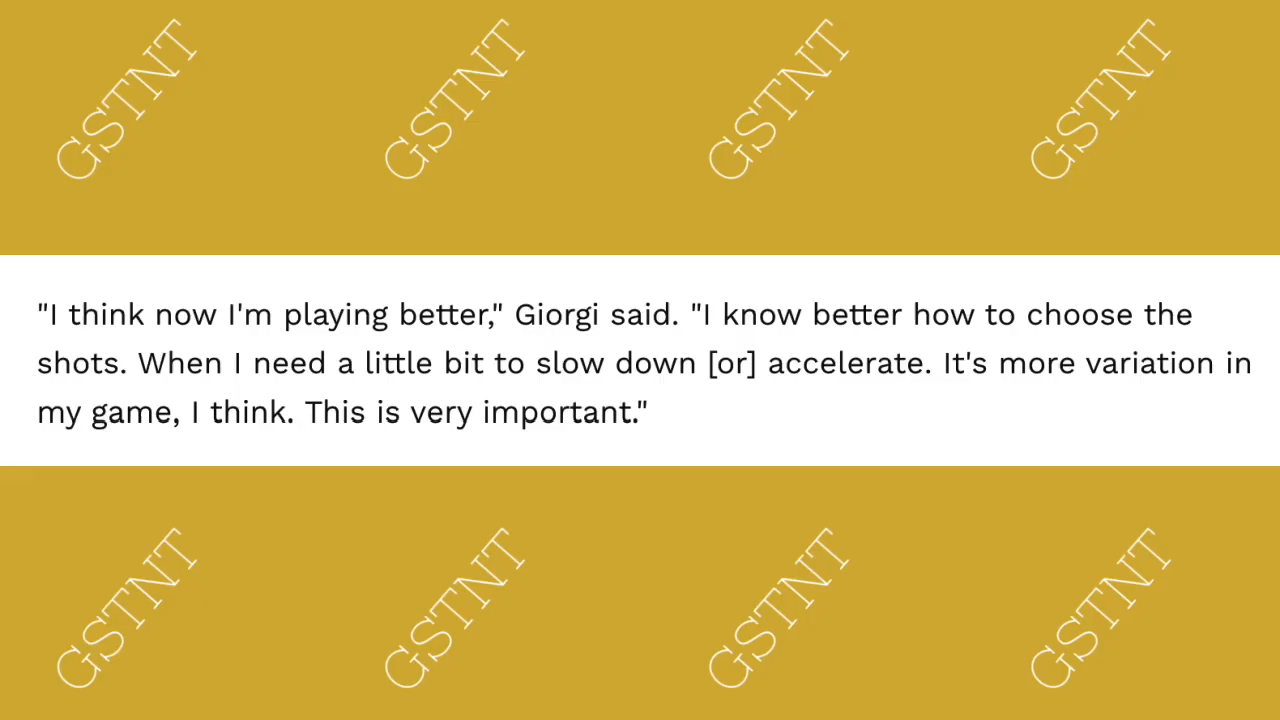 GSTNT GSTNT GSTNT GSTNT
"I think now I'm playing better," Giorgi said. "I know better how to choose the
shots. When I need a little bit to slow down [or] accelerate. It's more variation in
my game, I think. This is very important."
GSTNT GSTNT GSTNT GSTNT